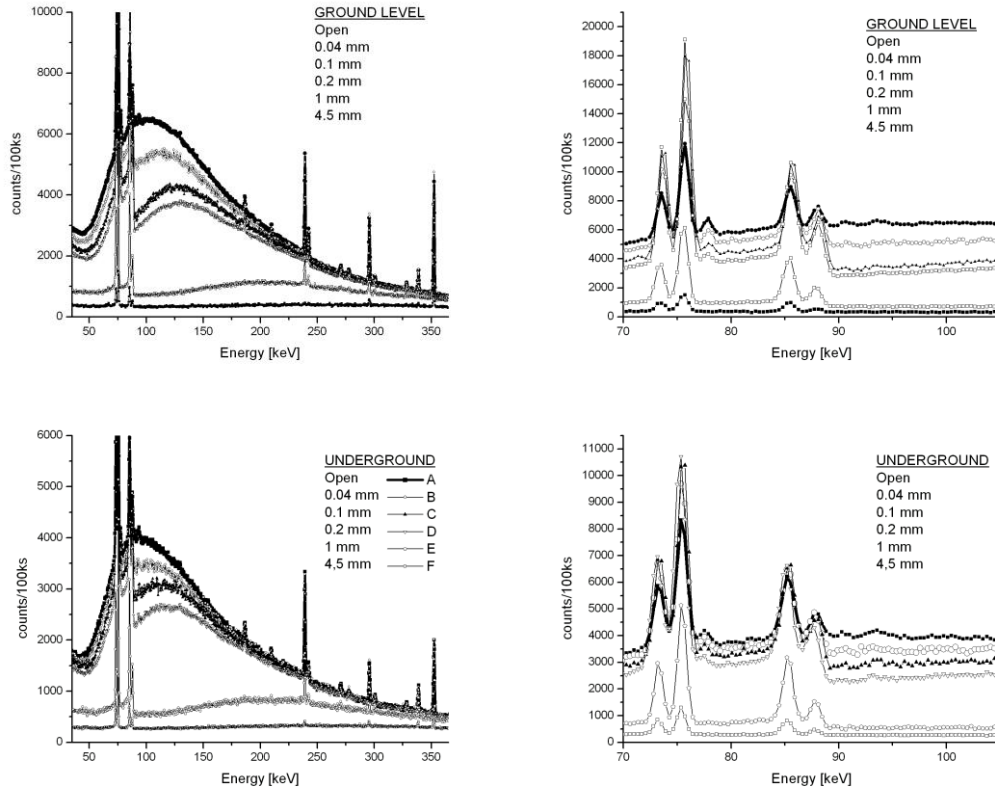 GROUND LEVEL
Open
0.04 mm
0.1 mm
0.2 mm
1 mm
4.5 mm
counts/100ks
10000
8000
6000
4000
2000
0
50 100 150 200 250 300 350
Energy [keV]
GROUND LEVEL
Open
0.04 mm
0.1 mm
0.2 mm
1 mm
4.5 mm
counts/100ks
20000
18000
16000
14000
12000
10000
8000
6000
4000
2000
0
70 80 90 100
Energy [keV]
UNDERGROUND
Open A
0.04 mm B
0.1 mm C
0.2 mm D
1 mm E
4,5 mm F
counts/100ks
6000
5000
4000
3000
2000
1000
0
50 100 150 200 250 300 350
Energy [keV]
UNDERGROUND
Open
0.04 mm
0.1 mm
0.2 mm
1 mm
4,5 mm
counts/100ks
11000
10000
9000
8000
7000
6000
5000
4000
3000
2000
1000
0
70 80 90 100
Energy [keV]